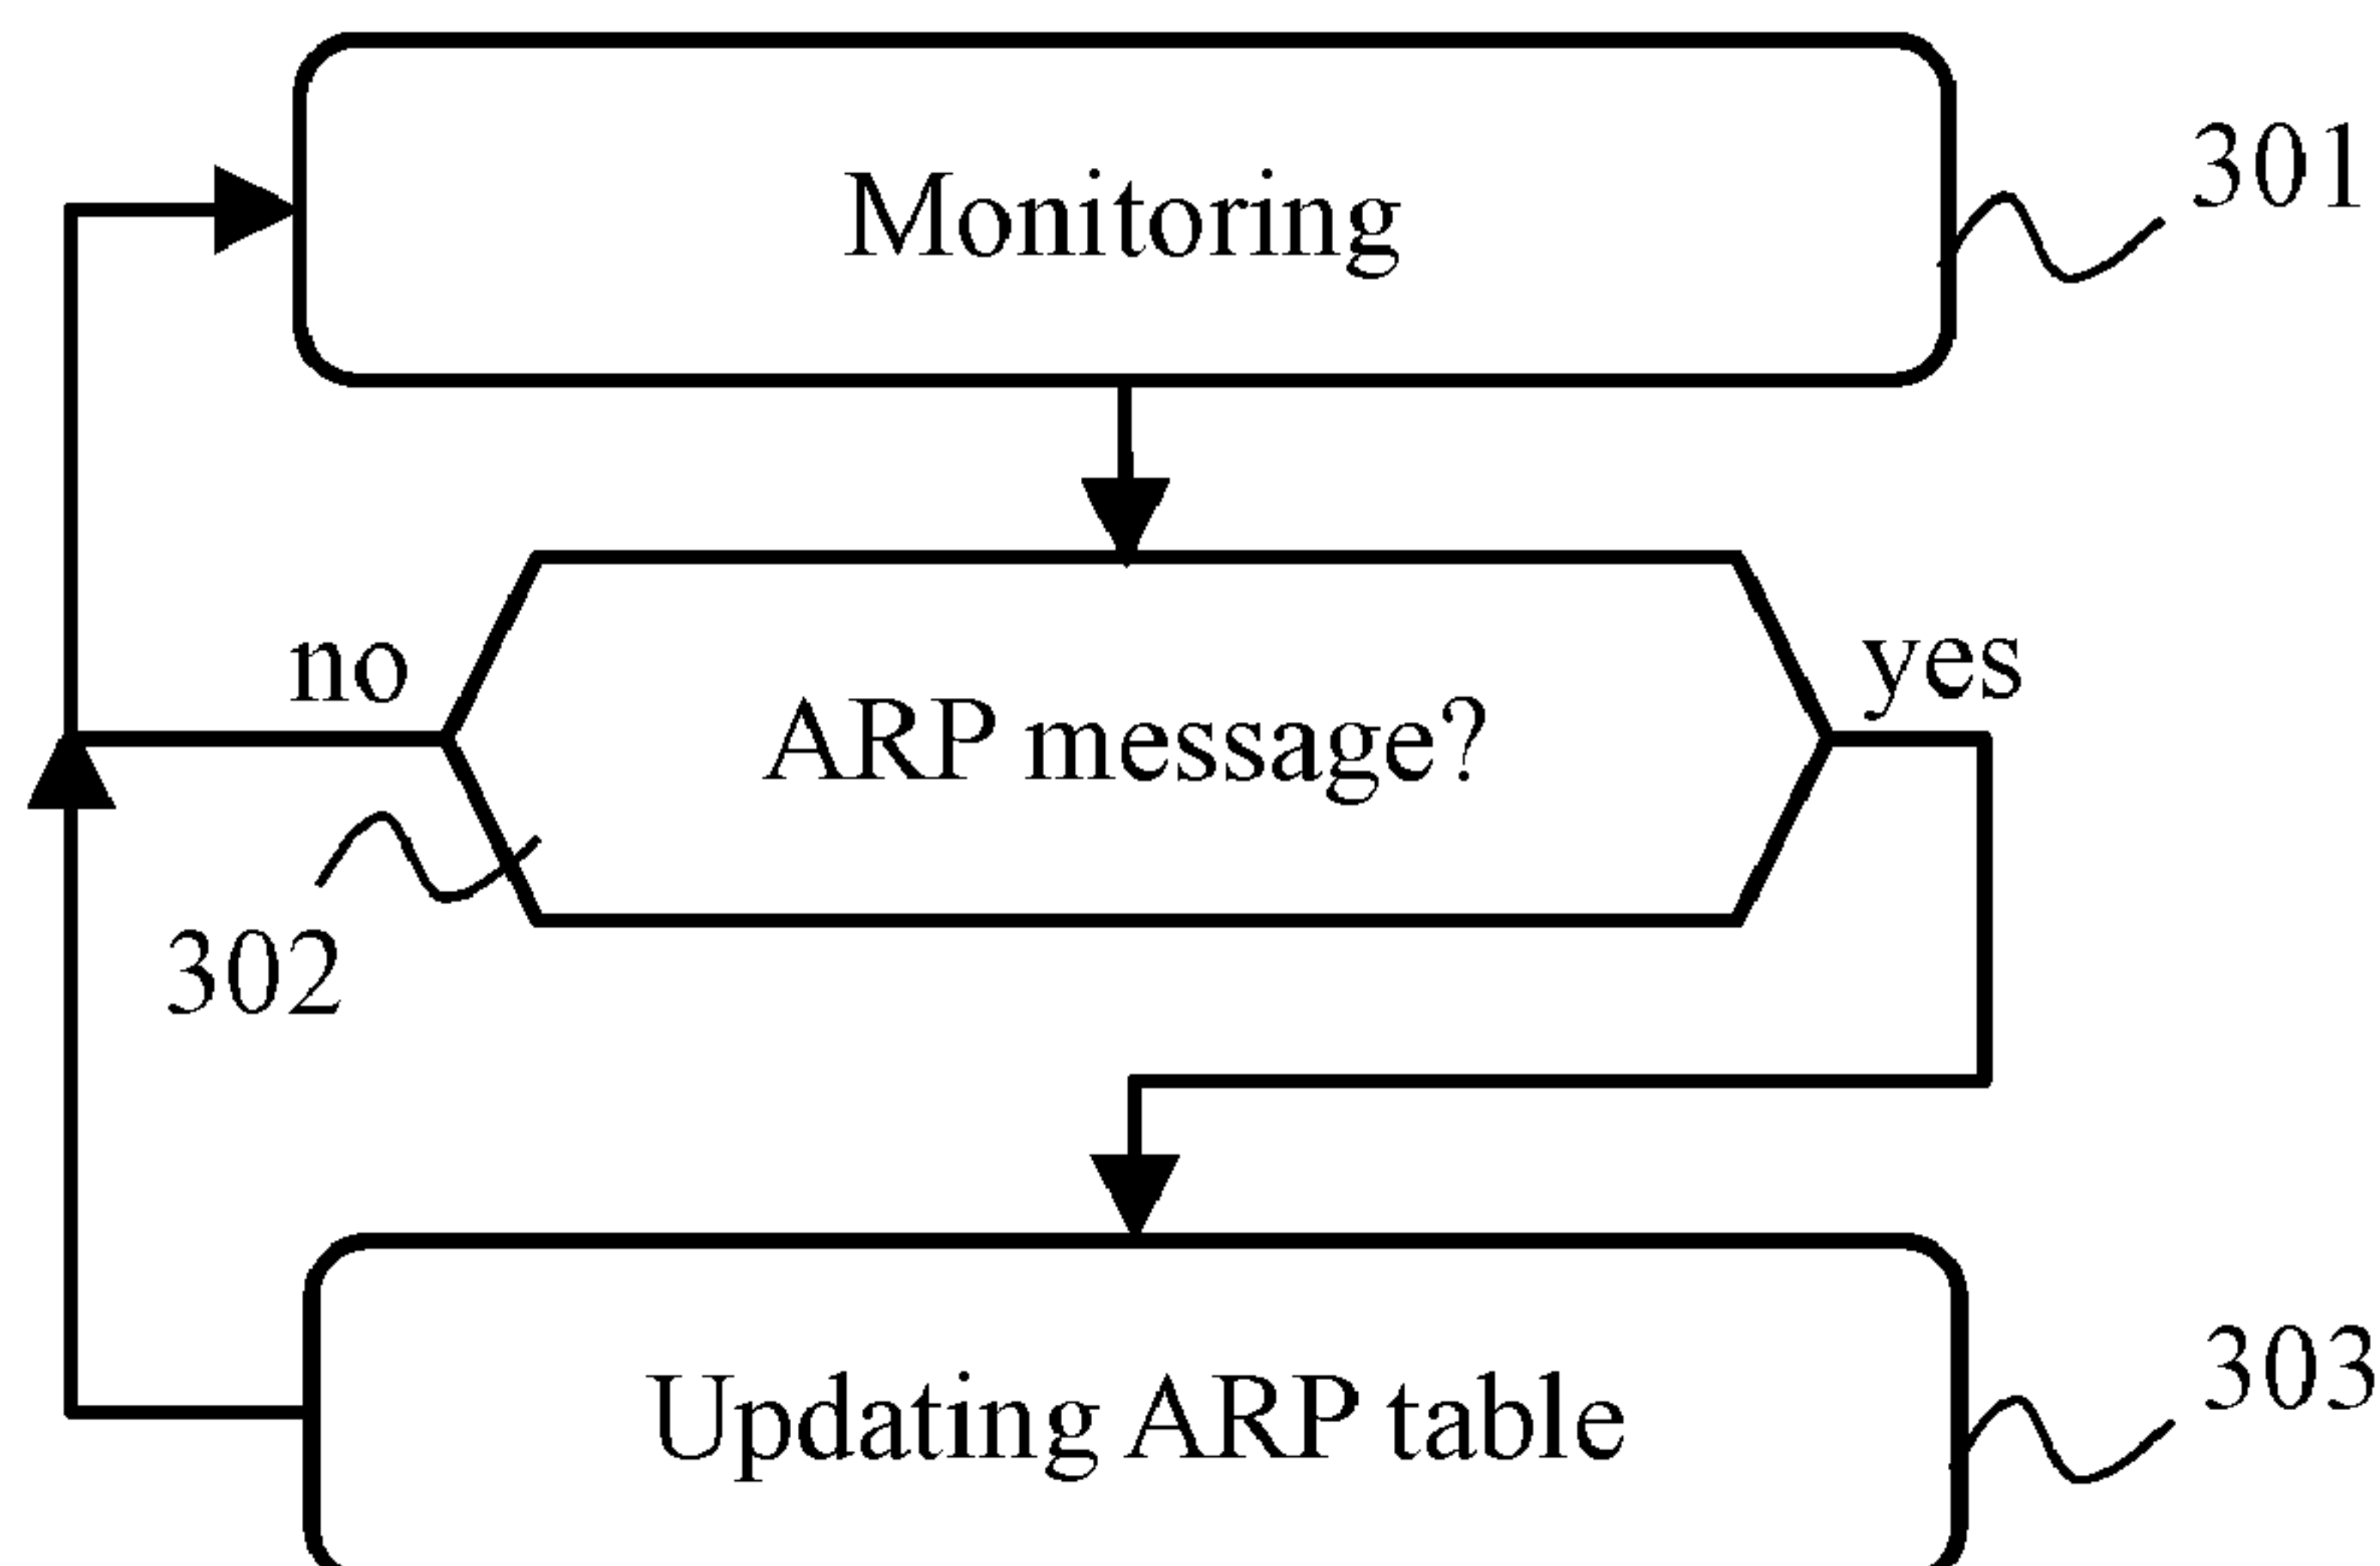 Monitoring
301
no
ARP message?
yes
302
Updating ARP table
303